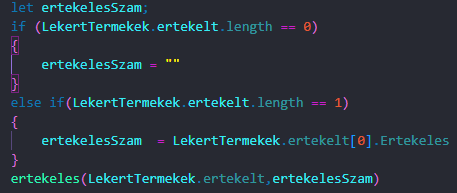 let ertekelesSzam;
if (LekertTermekek.ertekelt.length == 0)
{
    ertekelesSzam = ""
}
else if(LekertTermekek.ertekelt.length == 1)
{
    ertekelesSzam  = LekertTermekek.ertekelt[0].Ertekeles
}
ertekeles(LekertTermekek.ertekelt,ertekelesSzam)